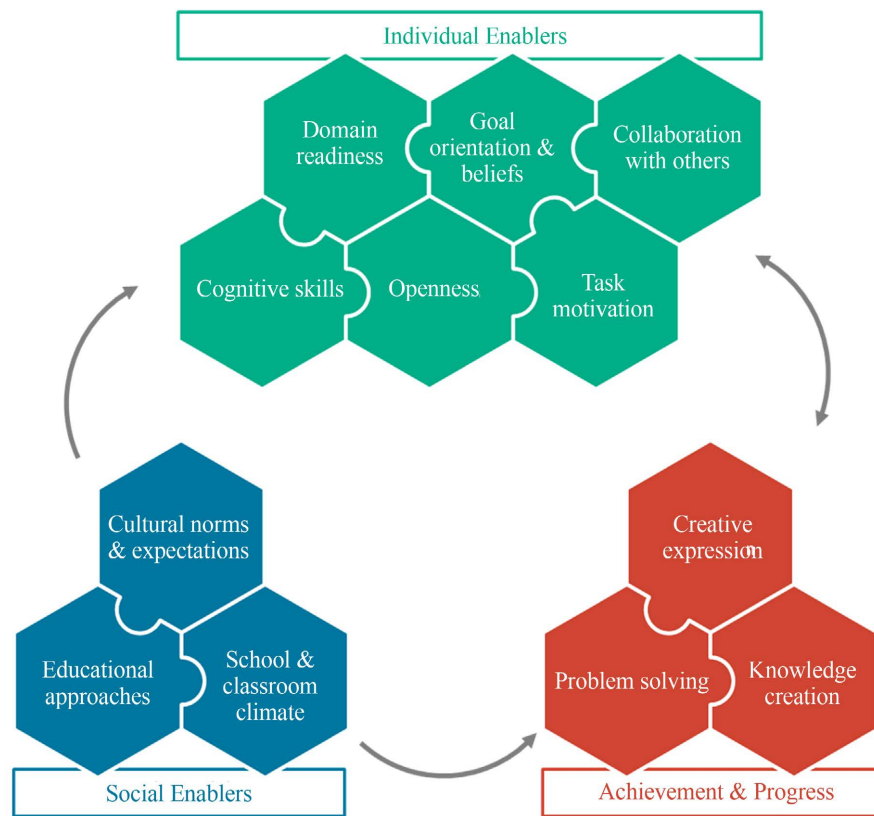 Individual Enablers
Domain
readiness
Goal
orientation &
beliefs
Collaboration
with others
Cognitive skills
Openness
Task
motivation
Cultural norms
& expectations
Educational
approaches
School &
classroom
climate
Social Enablers
Creative
expression
Problem solving
Knowledge
creation
Achievement & Progress